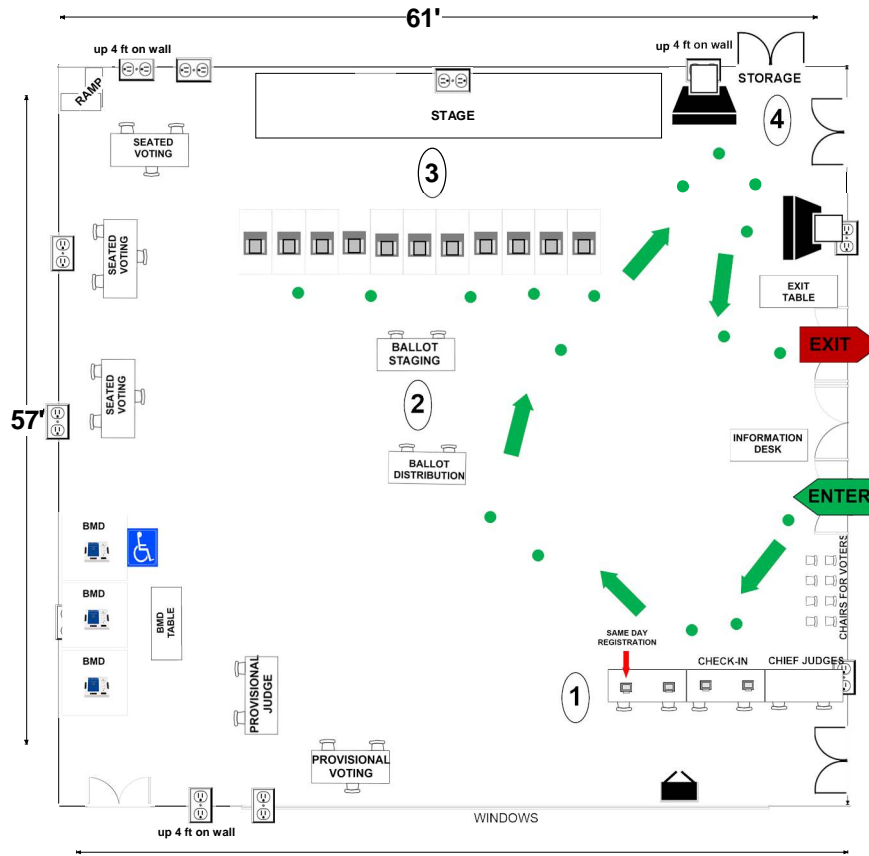 61'
up 4 ft on wall
up 4 ft on wall
STORAGE
RAMP
STAGE
4
SEATED
VOTING
3
SEATED
VOTING
EXIT
TABLE
BALLOT
STAGING
EXIT
SEATED
VOTING
57'
2
INFORMATION
DESK
BALLOT
DISTRIBUTION
ENTER
BMD
CHAIRS FOR VOTERS
BMD
BMD
TABLE
SAME DAY
REGISTRATION
CHECK-IN
CHIEF JUDGES
BMD
1
PROVISIONAL
JUDGE
PROVISIONAL
VOTING
WINDOWS
up 4 ft on wall